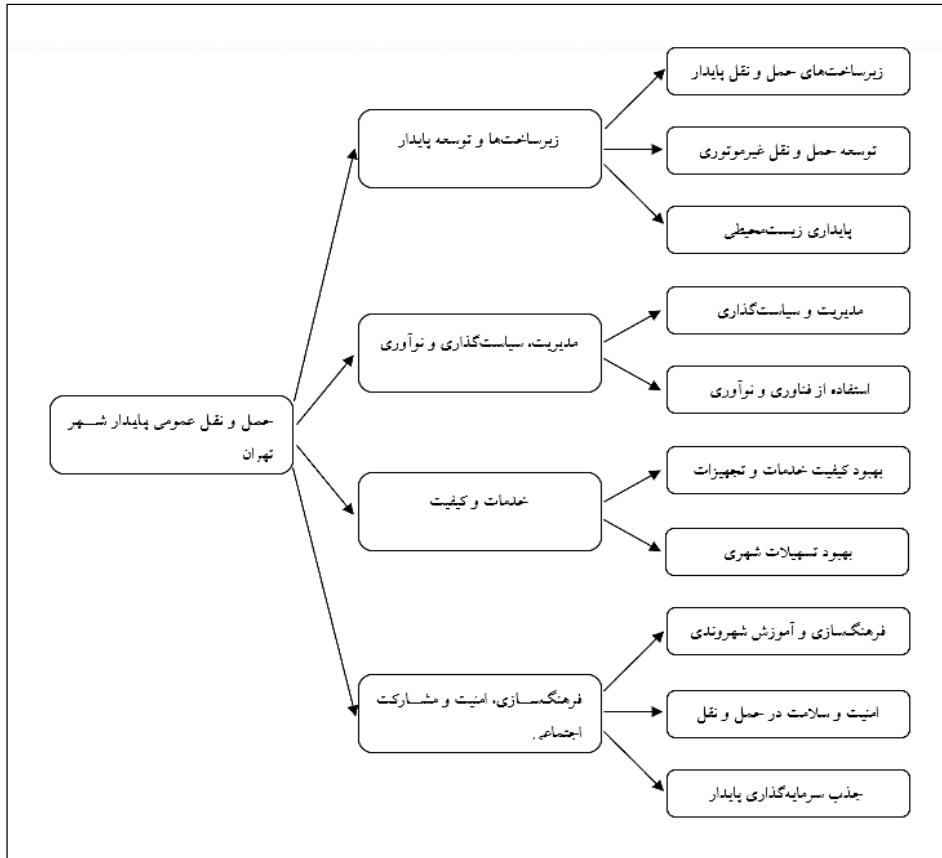 حمل و نقل عمومی پایدار شهر
تهران
زیرساخت‌ها و توسعه پایدار
زیرساخت‌های حمل و نقل پایدار
توسعه حمل و نقل غیرموتوری
پایداری زیست‌محیطی
مدیریت، سیاست‌گذاری و نوآوری
مدیریت و سیاست‌گذاری
استفاده از فناوری و نوآوری
خدمات و کیفیت
بهبود کیفیت خدمات و تجهیزات
بهبود تسهیلات شهری
فرهنگ‌سازی، امنیت و مشارکت
اجتماعی
فرهنگ‌سازی و آموزش شهروندی
امنیت و سلامت در حمل و نقل
جذب سرمایه‌گذاری پایدار